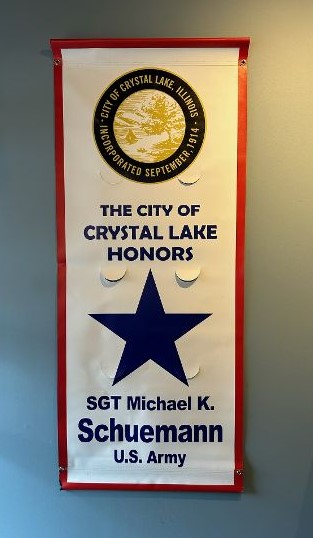 CITY OF CRYSTAL LAKE, ILLINOIS
· INCORPORATED SEPTEMBER, 1914 ·
THE CITY OF
CRYSTAL LAKE
HONORS
SGT Michael K.
Schuemann
U.S. Army